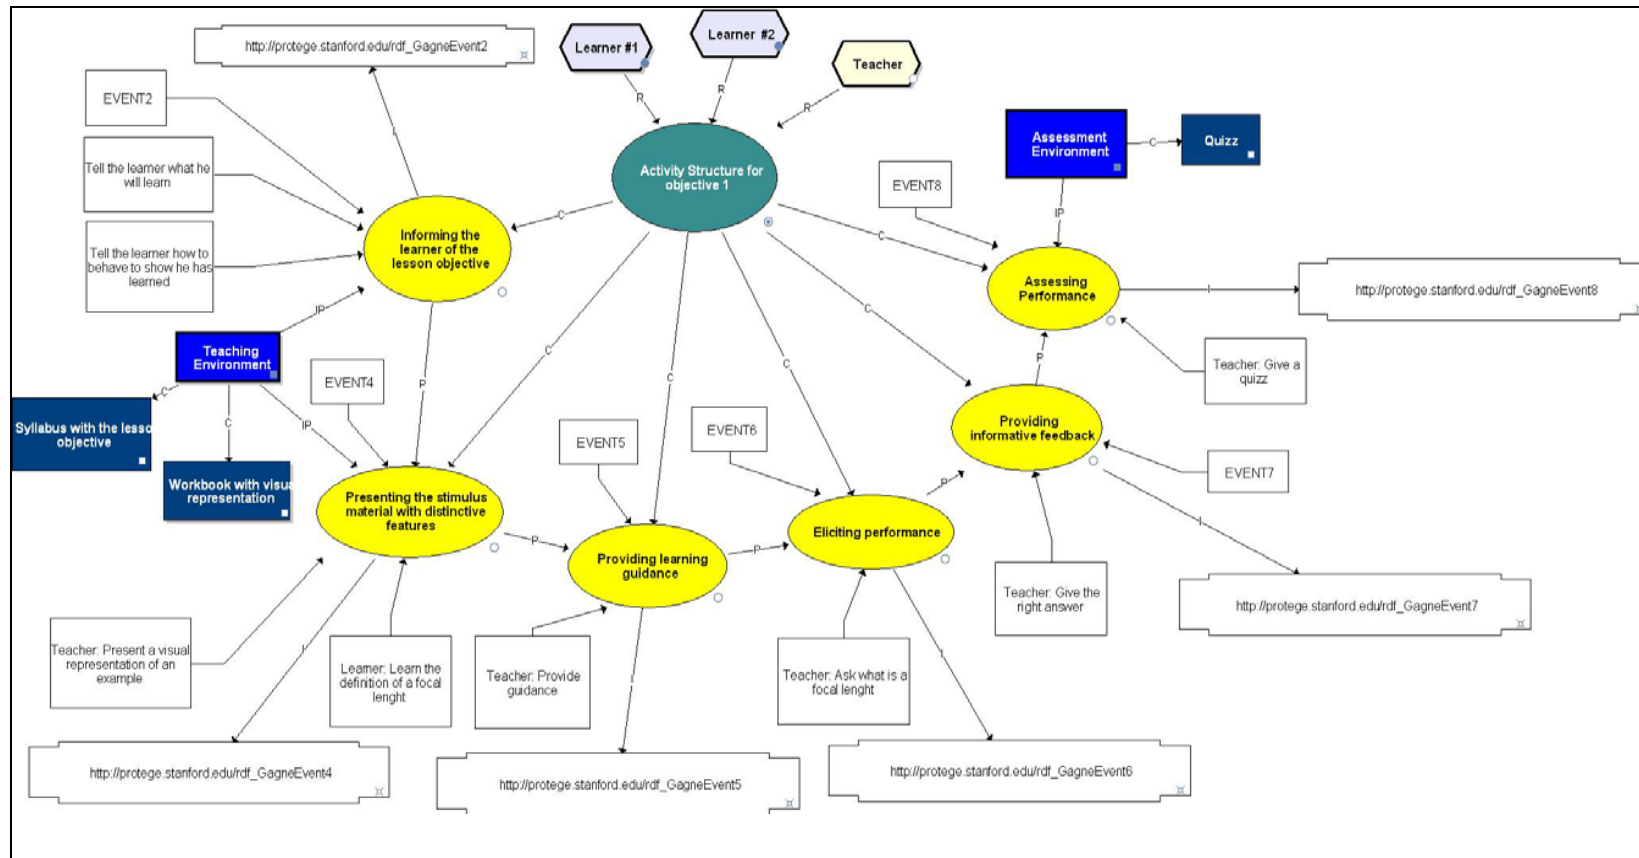 http://protege.stanford.edu/rdf_GagneEvent2
Learner #1
Learner #2
Teacher
R
R
R
EVENT2
I
Tell the learner what he
will learn
Tell the learner how to
behave to show he has
learned
Informing the
learner of the
lesson objective
Activity Structure for
objective 1
C
C
C
C
C
C
EVENT8
Assessment
Environment
C
Quizz
IP
Assessing
Performance
I
http://protege.stanford.edu/rdf_GagneEvent8
Teacher: Give a
quizz
P
IP
Teaching
Environment
C
C
IP
P
Syllabus with the lesso
objective
Workbook with visua
representation
EVENT4
EVENT5
EVENT6
Providing
informative feedback
EVENT7
Presenting the stimulus
material with distinctive
features
P
Providing learning
guidance
P
Eliciting performance
P
I
Teacher: Give the
right answer
http://protege.stanford.edu/rdf_GagneEvent7
Teacher: Present a visual
representation of an
example
I
Learner: Learn the
definition of a focal
lenght
Teacher: Provide
guidance
I
Teacher: Ask what is a
focal lenght
I
http://protege.stanford.edu/rdf_GagneEvent4
http://protege.stanford.edu/rdf_GagneEvent5
http://protege.stanford.edu/rdf_GagneEvent6